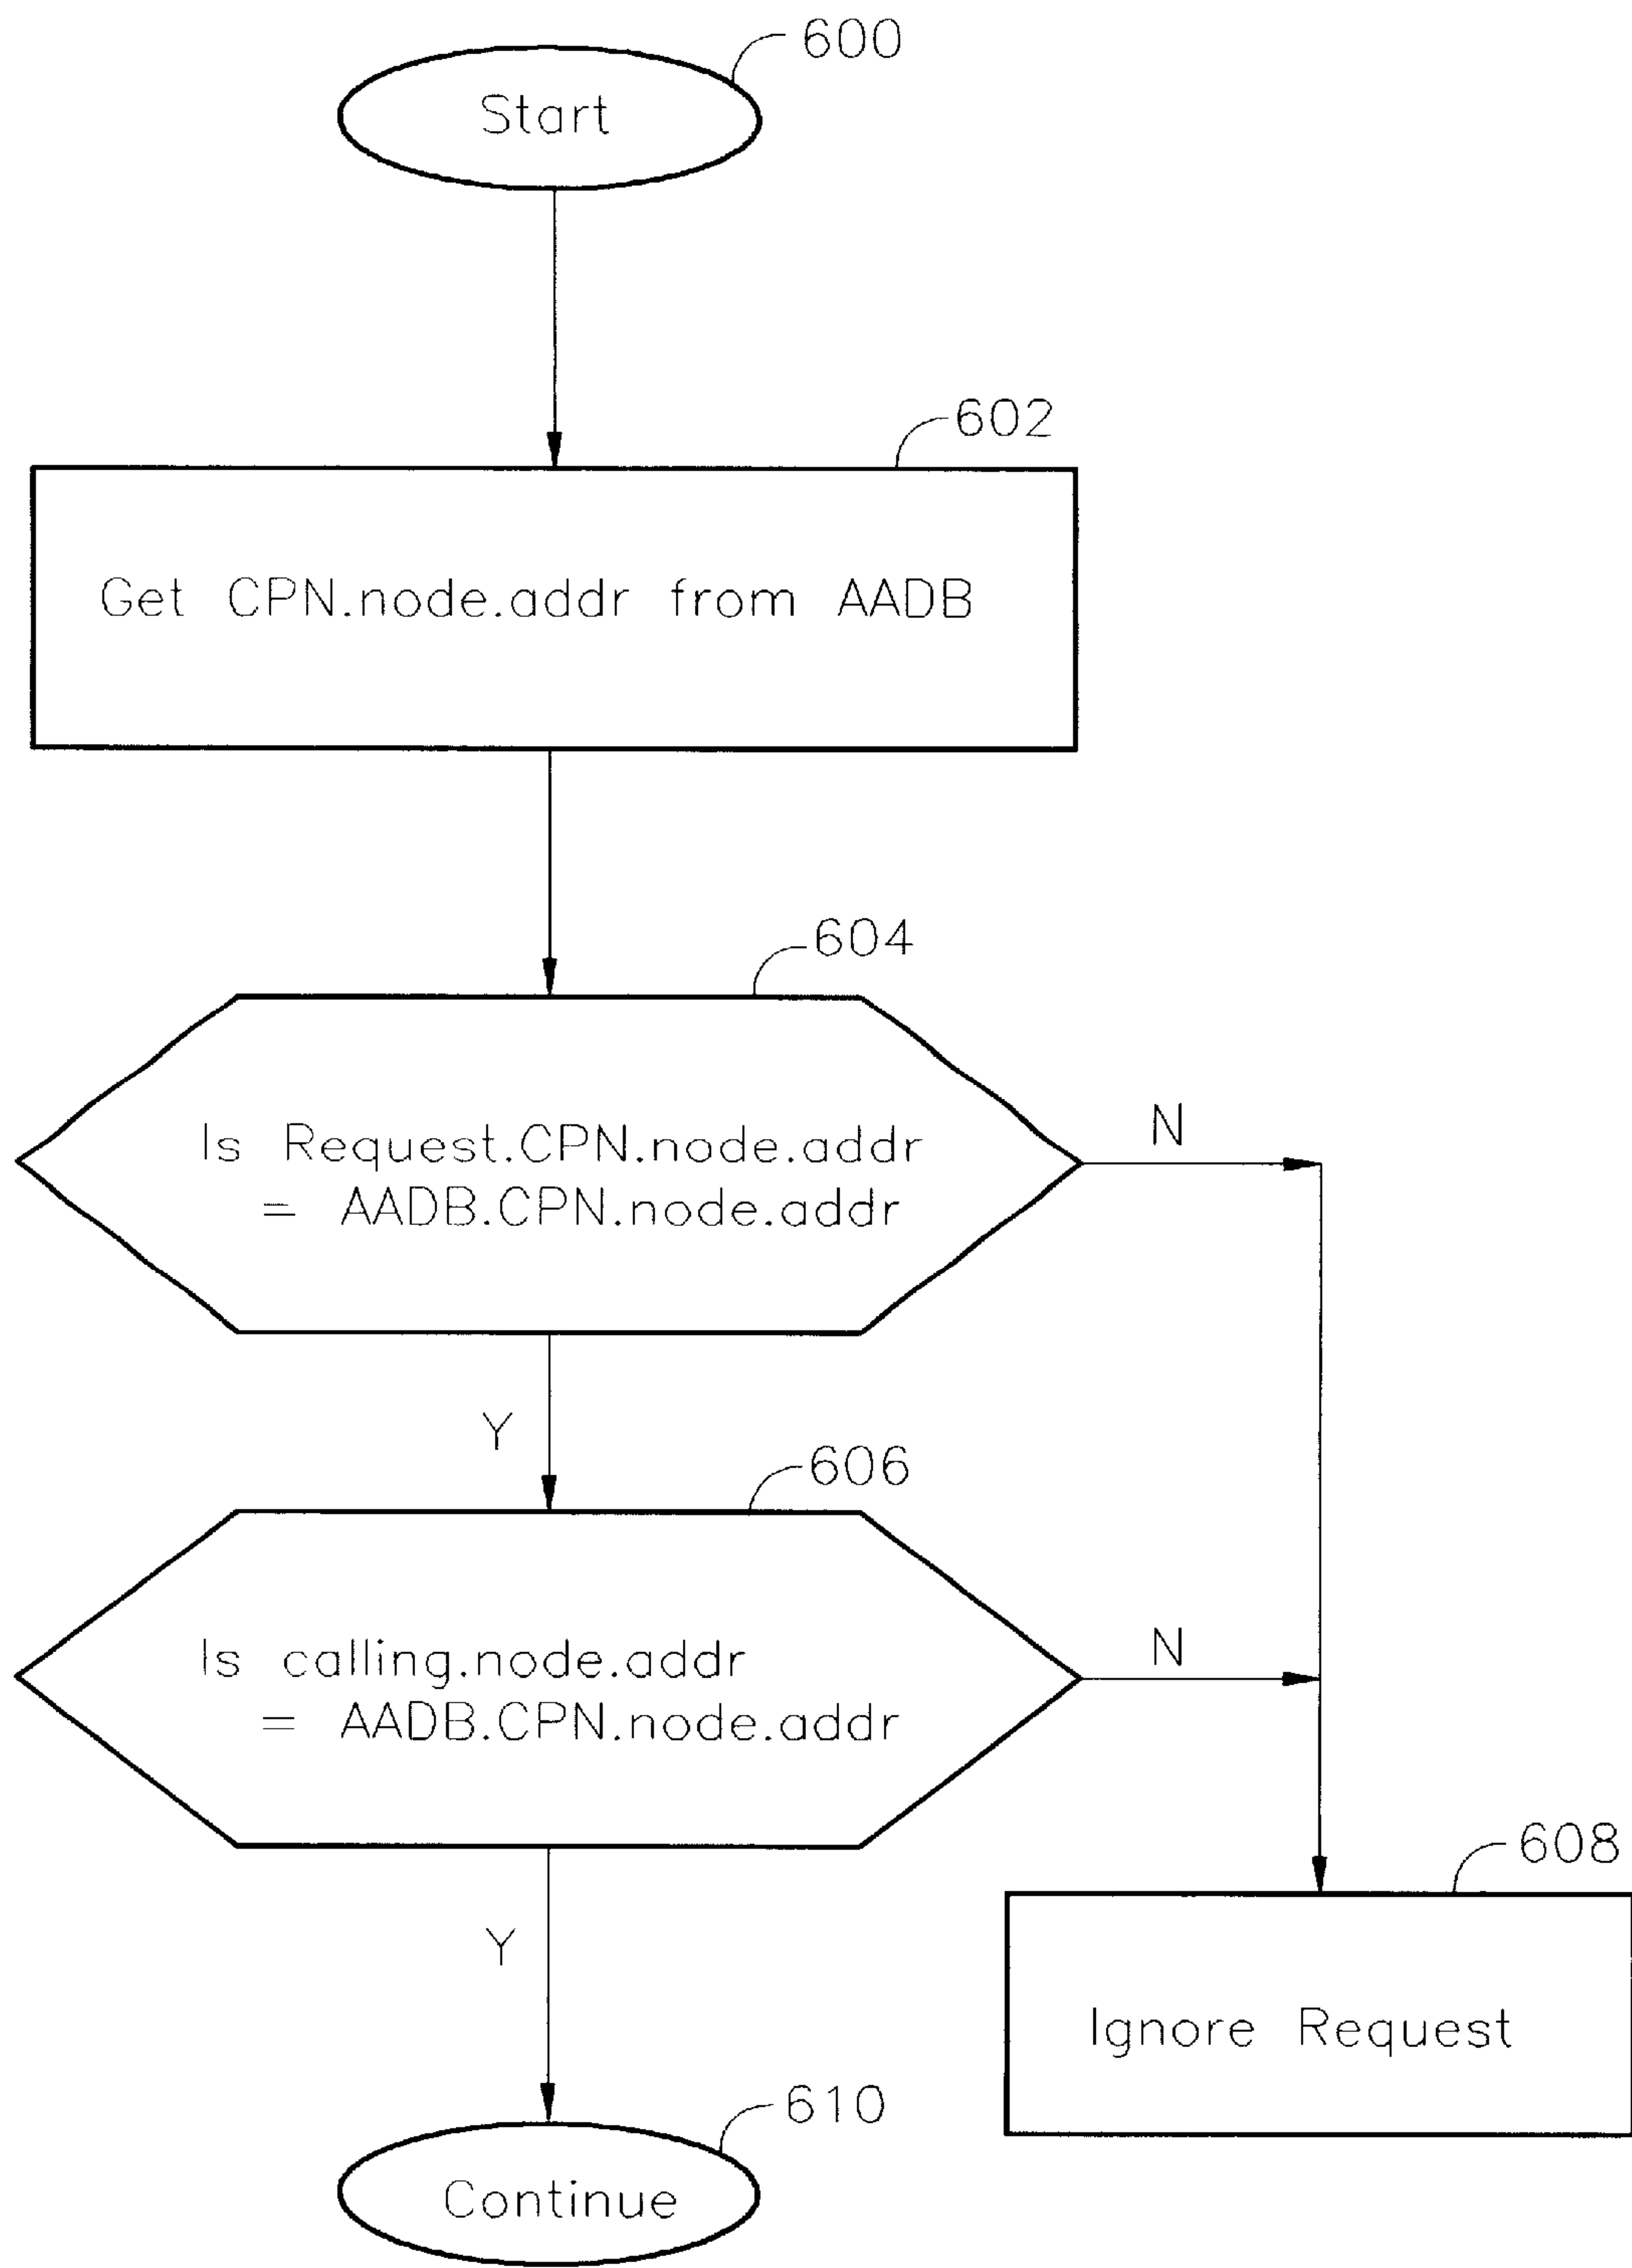 600
Start
602
Get CPN.node.addr from AADB
604
Is Request.CPN.node.addr
= AADB.CPN.node.addr
N
Y
606
Is calling.node.addr
= AADB.CPN.node.addr
N
Y
608
Ignore Request
610
Continue